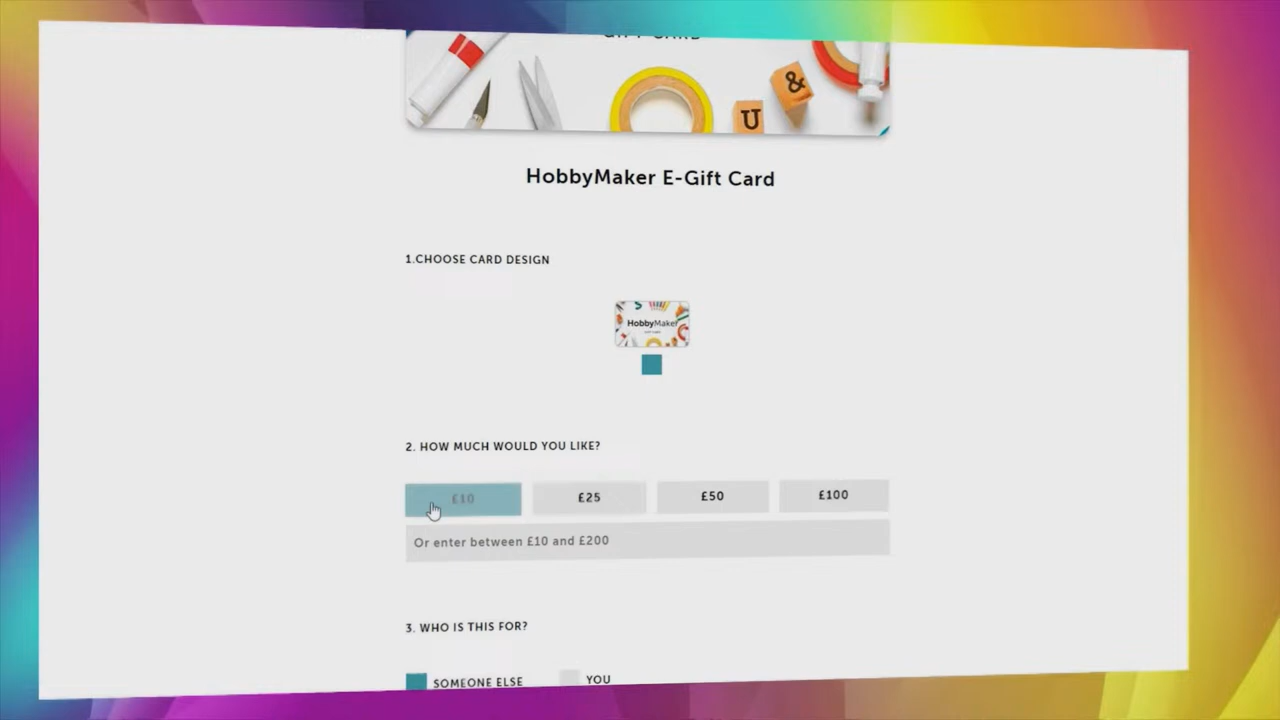 U
&
HobbyMaker E-Gift Card
1.CHOOSE CARD DESIGN
HobbyMaker
2. HOW MUCH WOULD YOU LIKE?
£10 £25 £50 £100
Or enter between £10 and £200
3. WHO IS THIS FOR?
SOMEONE ELSE YOU